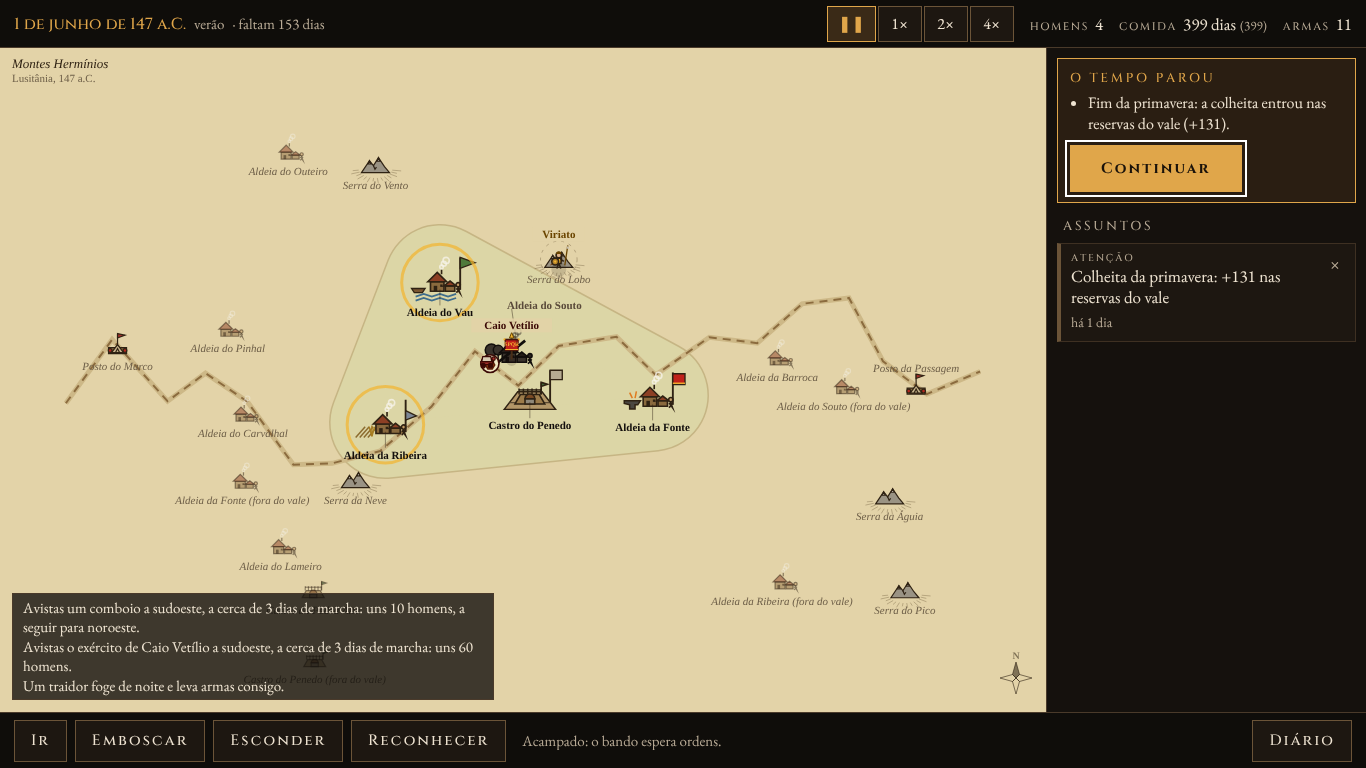 1 DE JUNHO DE 147 A.C. verão · faltam 153 dias
1× 2× 4×
HOMENS 4 COMIDA 399 dias (399) ARMAS 11
Montes Hermínios
Lusitânia, 147 a.C.
Aldeia do Outeiro
Serra do Vento
Viriato
Serra do Lobo
Aldeia do Souto
Aldeia do Vau
Caio Vetílio
SPQR
Aldeia do Pinhal
Posto do Marco
Aldeia da Barroca
Posto da Passagem
Aldeia do Souto (fora do vale)
Castro do Penedo
Aldeia da Fonte
Aldeia do Carvalhal
Aldeia da Ribeira
Aldeia da Fonte (fora do vale)
Serra da Neve
Serra da Águia
Aldeia do Lameiro
Aldeia da Ribeira (fora do vale)
Serra do Pico
Castro do Penedo (fora do vale)
N
Avistas um comboio a sudoeste, a cerca de 3 dias de marcha: uns 10 homens, a
seguir para noroeste.
Avistas o exército de Caio Vetílio a sudoeste, a cerca de 3 dias de marcha: uns 60
homens.
Um traidor foge de noite e leva armas consigo.
O TEMPO PAROU
• Fim da primavera: a colheita entrou nas
reservas do vale (+131).
CONTINUAR
ASSUNTOS
ATENÇÃO
×
Colheita da primavera: +131 nas
reservas do vale
há 1 dia
IR
EMBOSCAR
ESCONDER
RECONHECER
Acampado: o bando espera ordens.
DIÁRIO